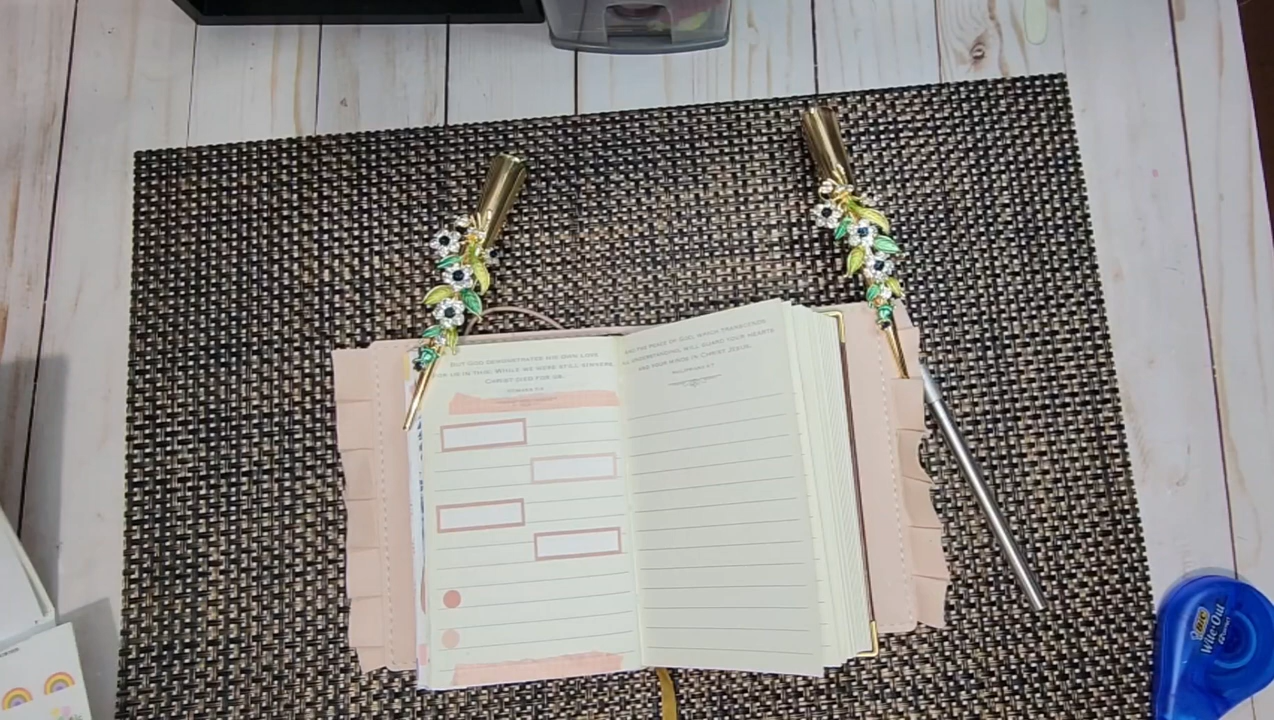 BUT GOD DEMONSTRATES HIS OWN LOVE
FOR US IN THIS: WHILE WE WERE STILL SINNERS,
CHRIST DIED FOR US.
ROMANS 5:8
AND THE PEACE OF GOD, WHICH TRANSCENDS
ALL UNDERSTANDING, WILL GUARD YOUR HEARTS
AND YOUR MINDS IN CHRIST JESUS.
PHILIPPIANS 4:7
BIC
Wite-Out